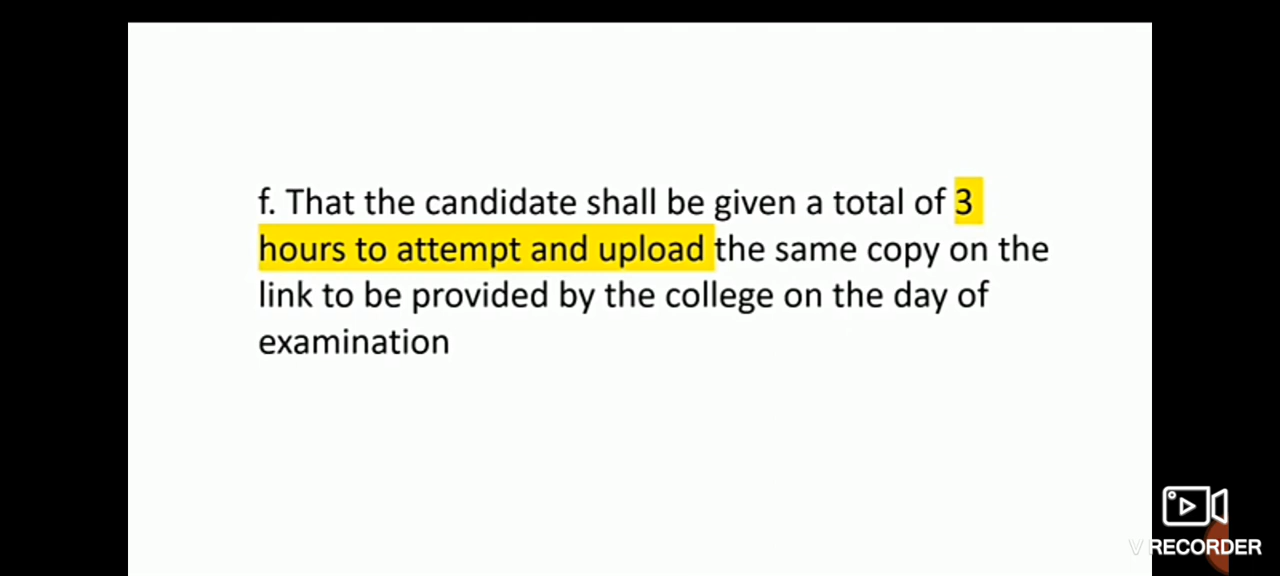 f. That the candidate shall be given a total of 3
hours to attempt and upload the same copy on the
link to be provided by the college on the day of
examination
V RECORDER